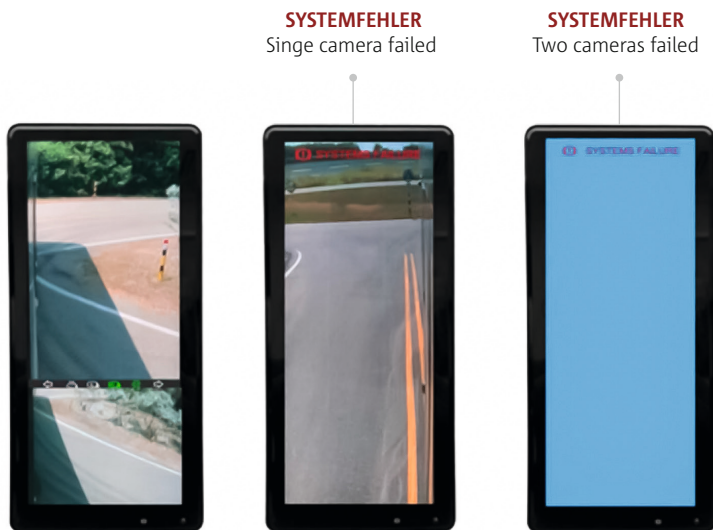 SYSTEMFEHLER
Singe camera failed
SYSTEMFEHLER
Two cameras failed
SYSTEMS FAILURE
SYSTEMS FAILURE